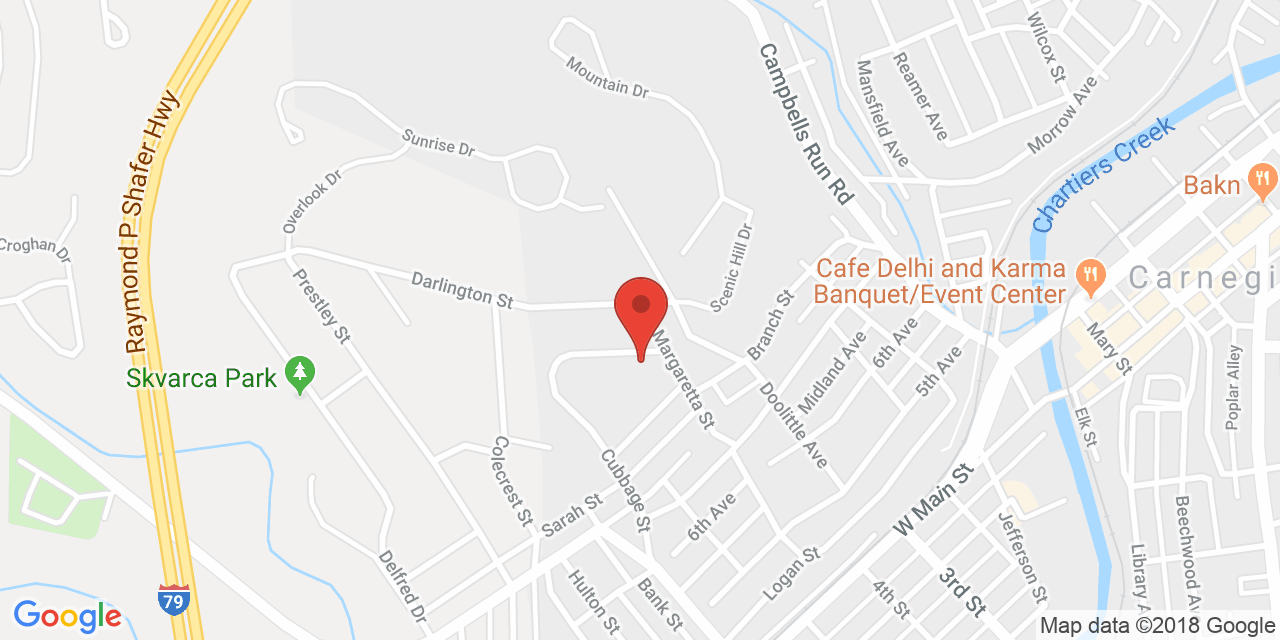 Wilcox St
Mountain Dr
Campbells Run Rd
Reamer Ave
Mansfield Ave
Morrow Ave
Raymond P Shafer Hwy
Sunrise Dr
Chartiers Creek
Overlook Dr
Bakn
Croghan Dr
Scenic Hill Dr
Cafe Delhi and Karma
Banquet/Event Center
Carnegi
Darlington St
Prestley St
Branch St
6th Ave
Mary St
Midland Ave
5th Ave
Margaretta St
Poplar Alley
Skvarca Park
Doolittle Ave
Elk St
Colecrest St
Cubbage St
W Main St
Sarah St
6th Ave
Jefferson St
Beechwood Av
Logan St
Library A
Delfred Dr
Hulton St
Bank St
4th St
3rd St
79
Google
Map data ©2018 Google